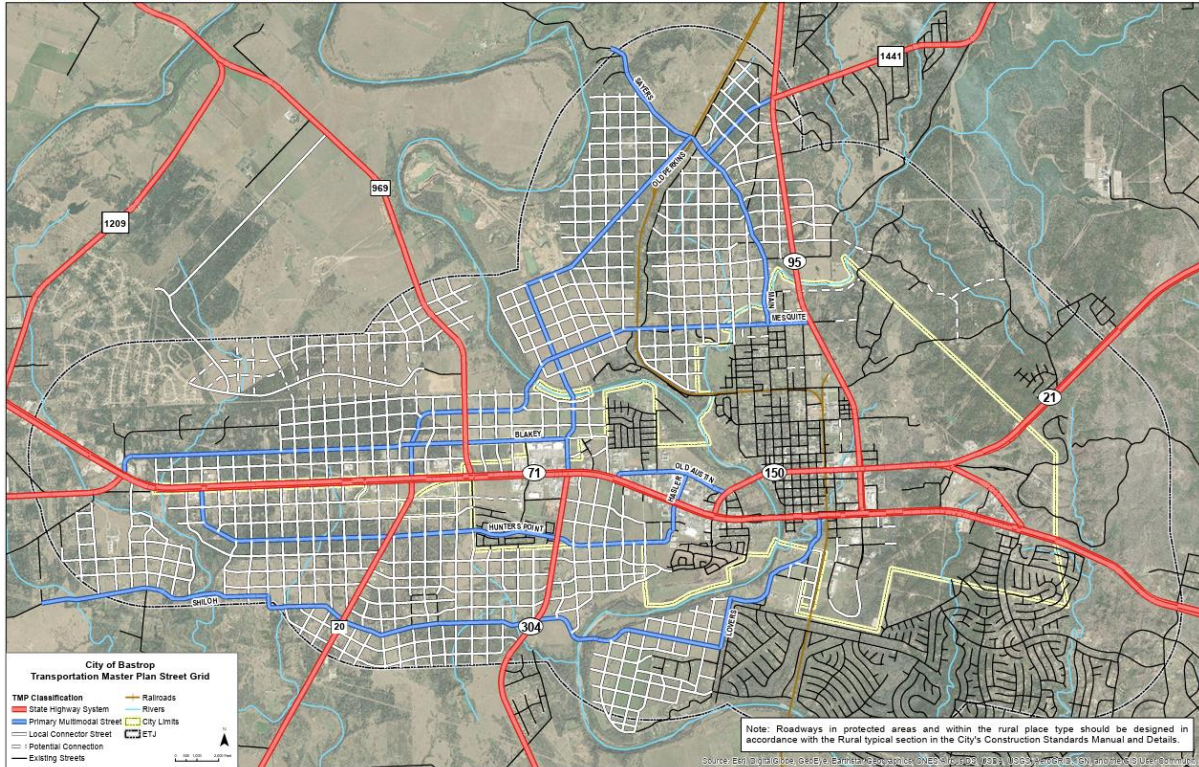 1441
SAYERS
OLD PERKINS
969
1209
95
MAIN
MESQUITE
21
BLAKEY
71
OLD AUSTIN
150
HASLER
HUNTERS POINT
SHILOH
LOVERS
20
304
City of Bastrop
Transportation Master Plan Street Grid
TMP Classification
State Highway System
Primary Multimodal Street
Local Connector Street
Potential Connection
Existing Streets
Railroads
Rivers
City Limits
ETJ
N
Note: Roadways in protected areas and within the rural place type should be designed in
accordance with the Rural typical section in the City's Construction Standards Manual and Details.